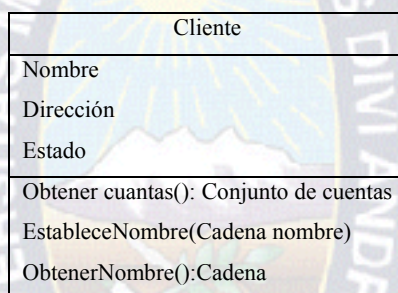 Cliente
Nombre
Dirección
Estado
Obtener cuantas(): Conjunto de cuentas
EstableceNombre(Cadena nombre)
ObtenerNombre():Cadena